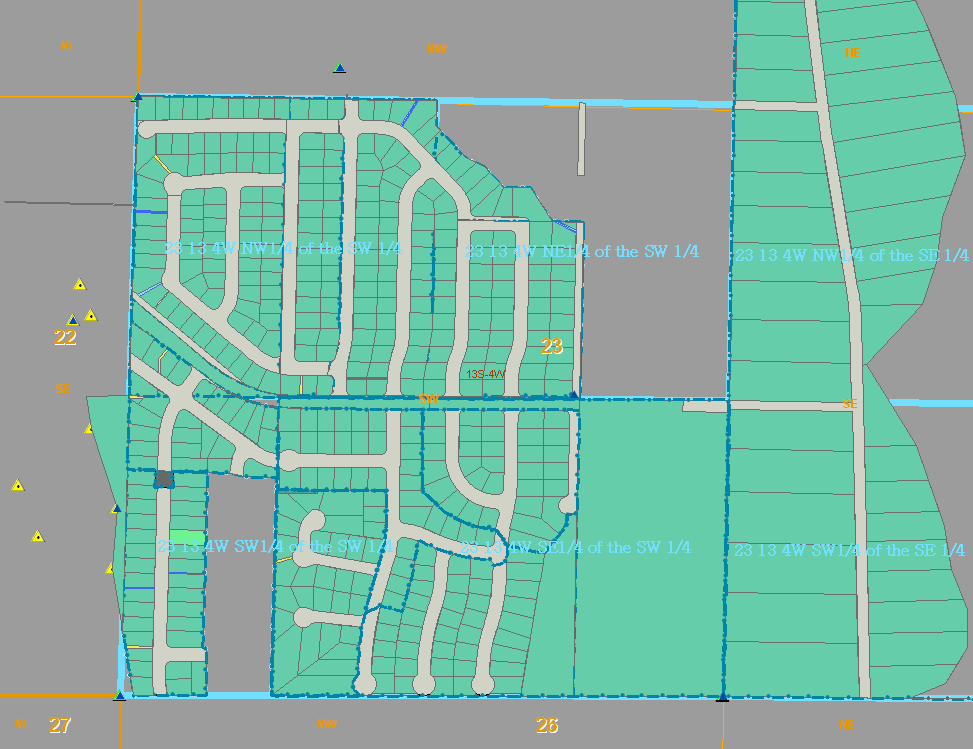 NW
NE
23 13 4W NW1/4 of the SW 1/4
23 13 4W NE1/4 of the SW 1/4
23 13 4W NW1/4 of the SE 1/4
22
23
13S-4W
SE
SW
SE
23 13 4W SW1/4 of the SW 1/4
23 13 4W SE1/4 of the SW 1/4
23 13 4W SW1/4 of the SE 1/4
27
NW
26
NE